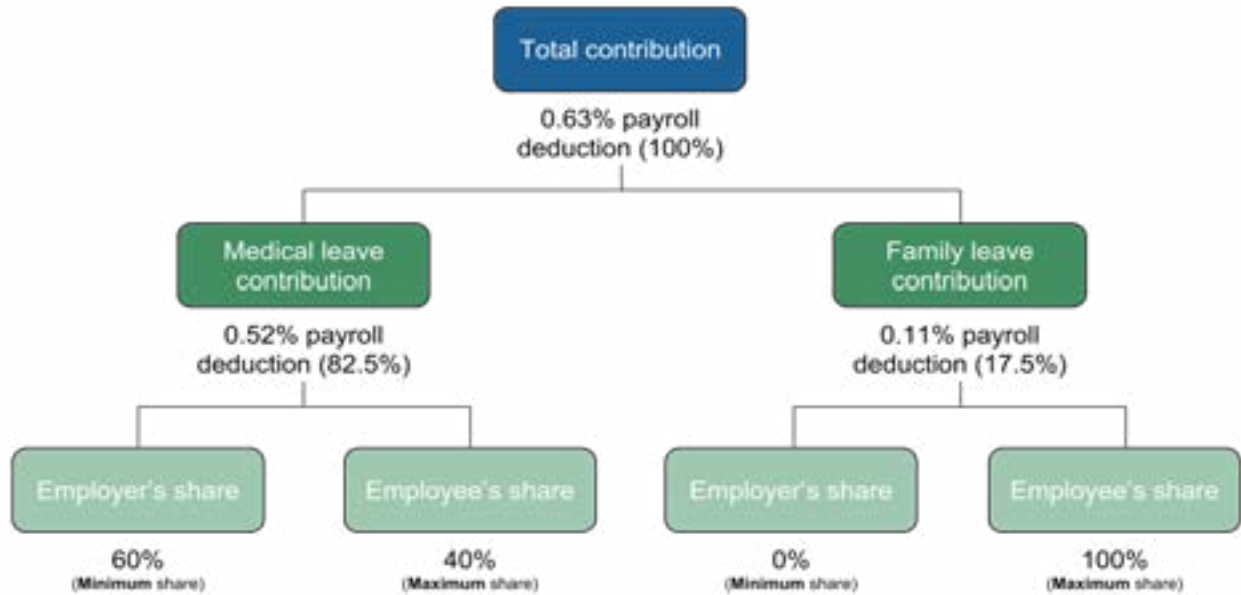 Total contribution
0.63% payroll
deduction (100%)
Medical leave
contribution
Family leave
contribution
0.52% payroll
deduction (82.5%)
0.11% payroll
deduction (17.5%)
Employer's share
Employee's share
Employer's share
Employee's share
60%
(Minimum share)
40%
(Maximum share)
0%
(Minimum share)
100%
(Maximum share)